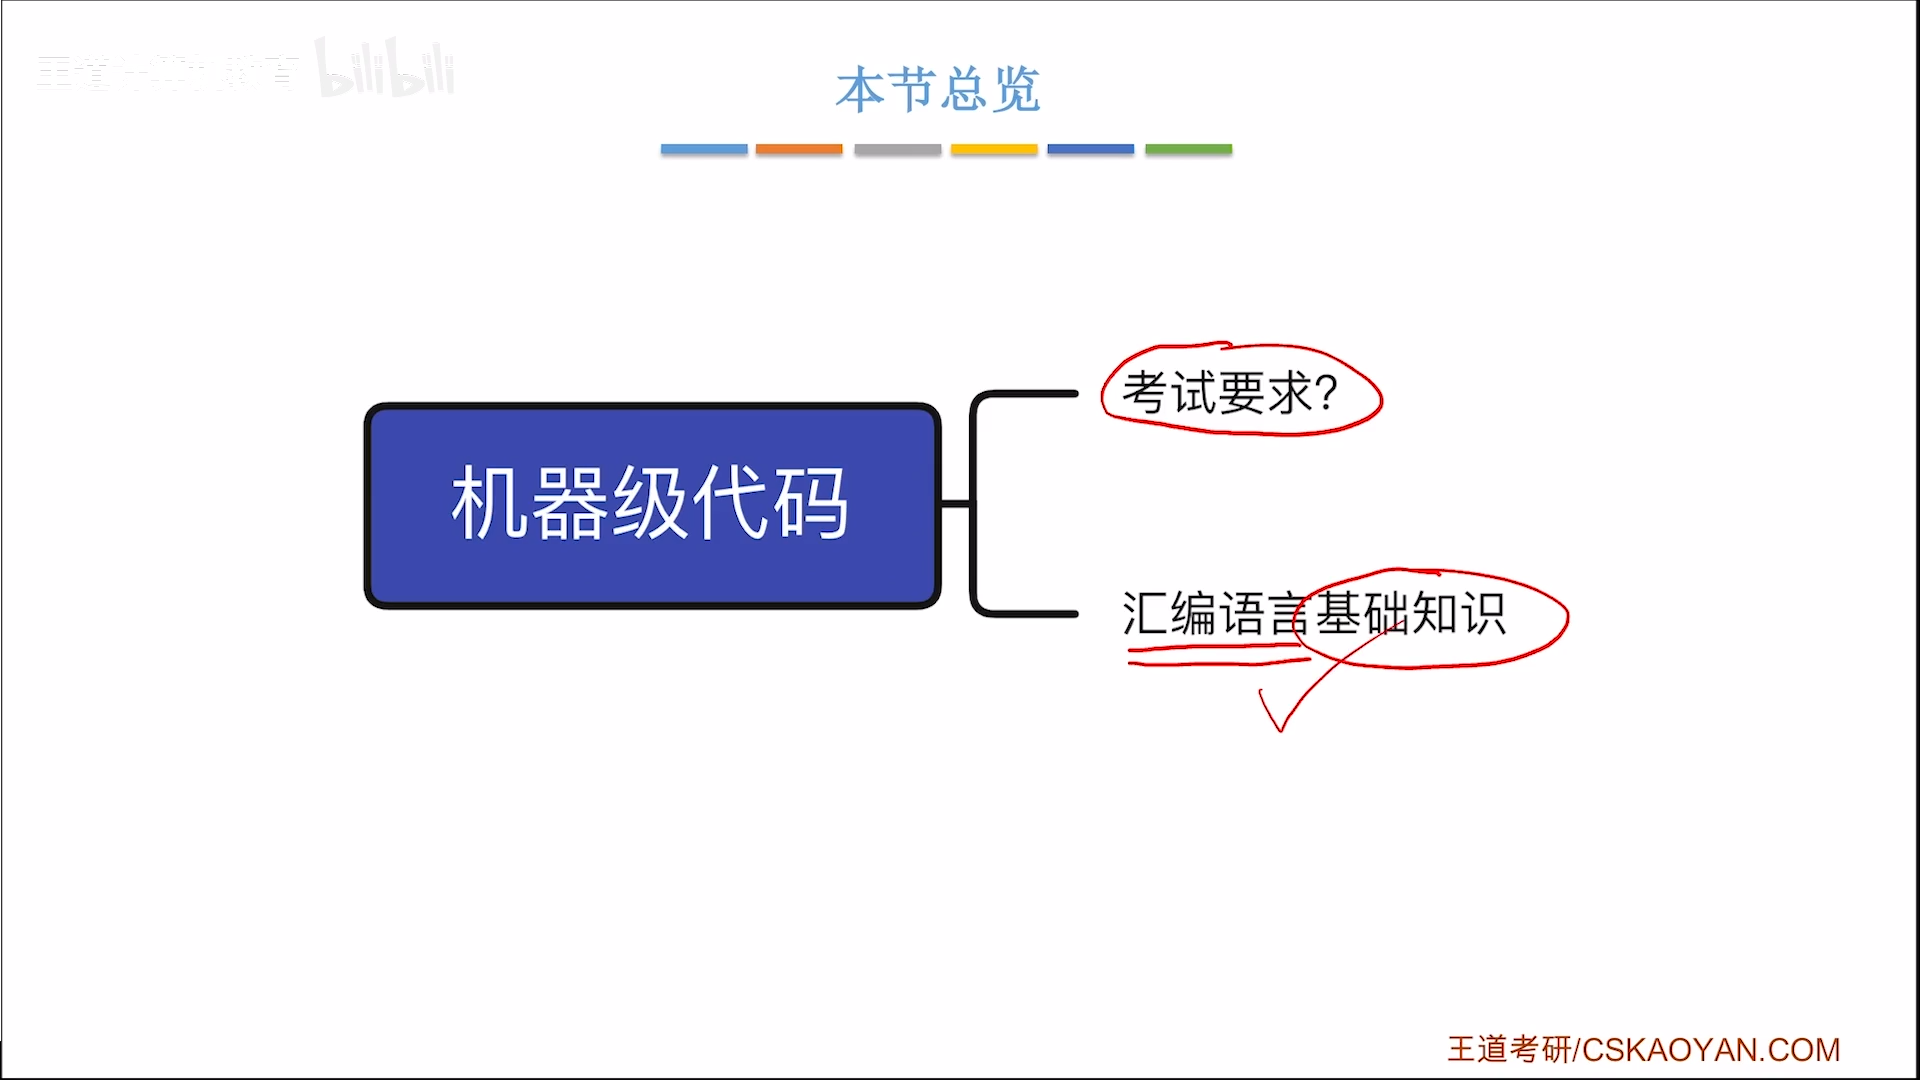 王道计算机教育 bilibili
本节总览
考试要求?
机器级代码
汇编语言基础知识
王道考研/CSKAOYAN.COM